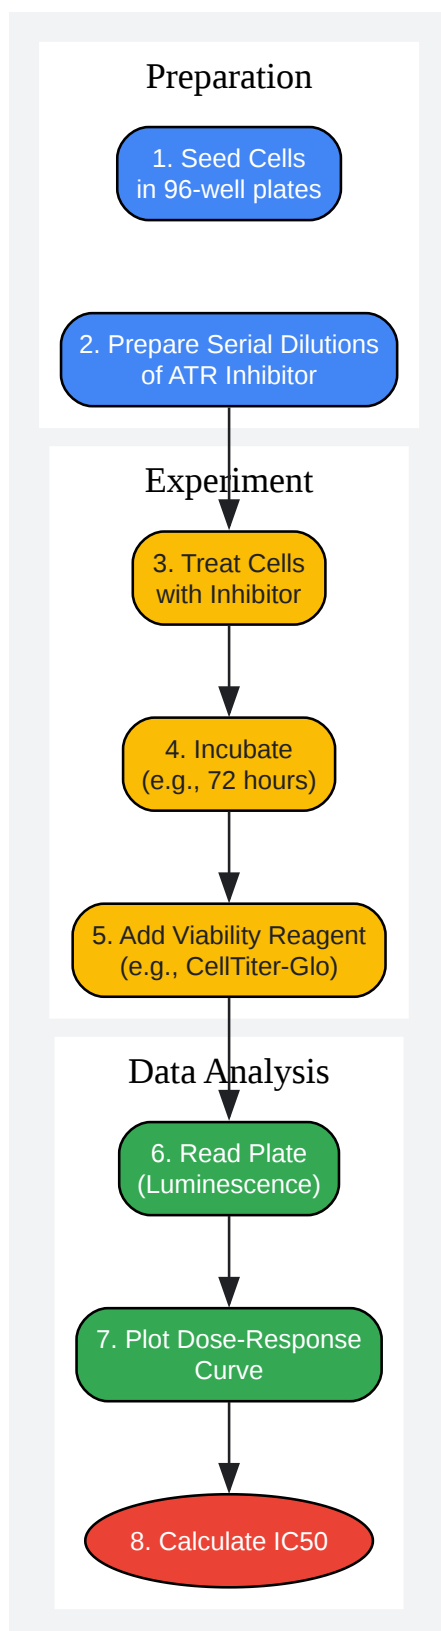 Preparation
1. Seed Cells
in 96-well plates
2. Prepare Serial Dilutions
of ATR Inhibitor
Experiment
3. Treat Cells
with Inhibitor
4. Incubate
(e.g., 72 hours)
5. Add Viability Reagent
(e.g., CellTiter-Glo)
Data Analysis
6. Read Plate
(Luminescence)
7. Plot Dose-Response
Curve
8. Calculate IC50